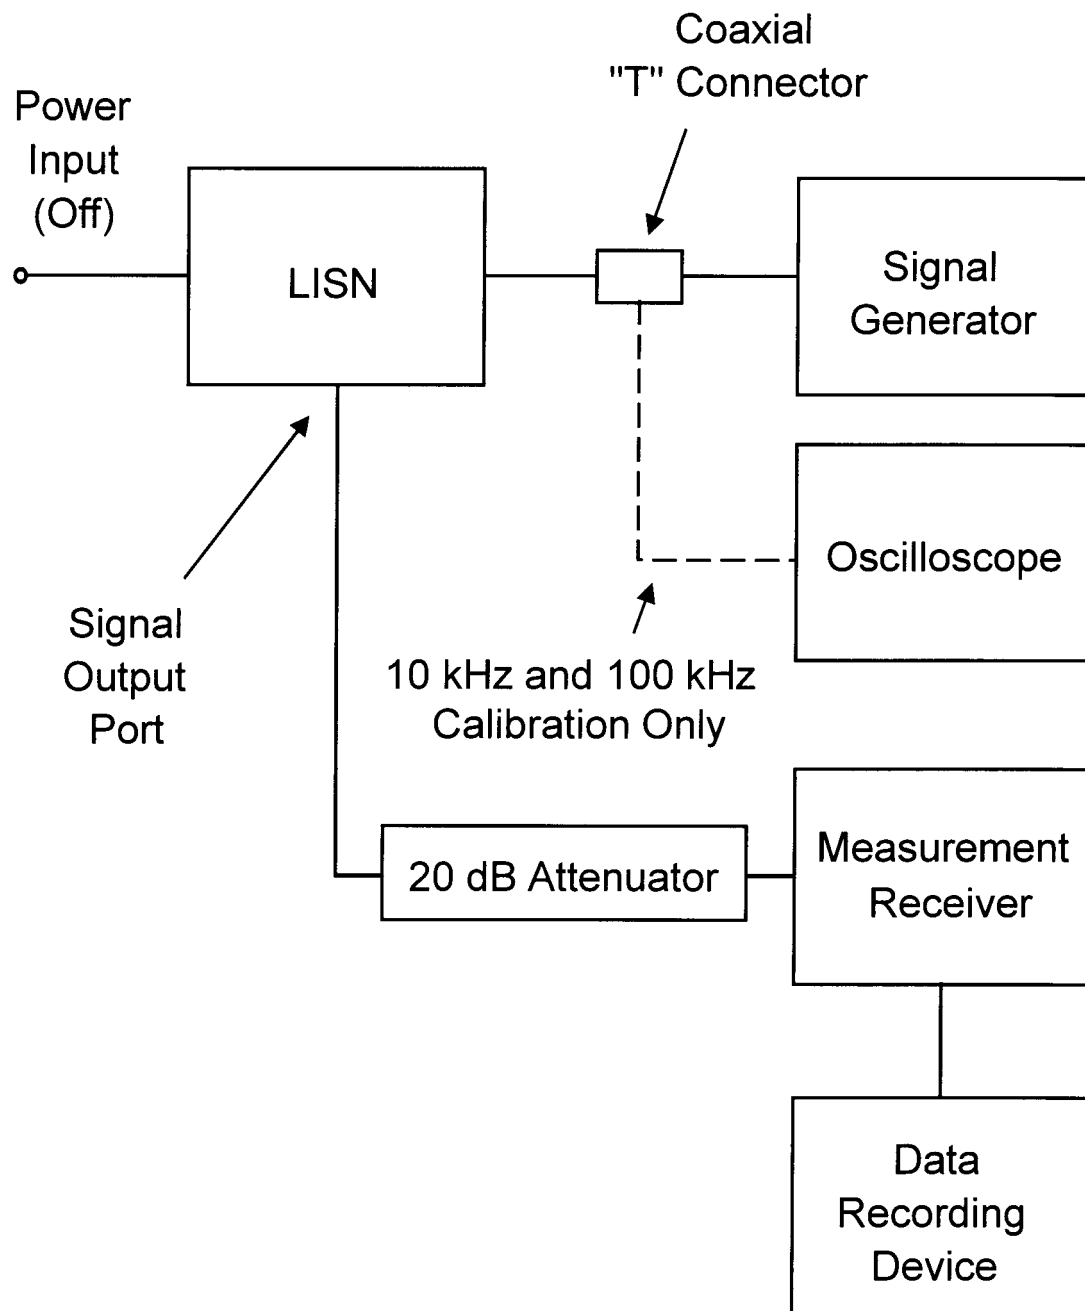 Coaxial
"T" Connector
Power
Input
(Off)
LISN
Signal
Generator
Oscilloscope
Signal
Output
Port
10 kHz and 100 kHz
Calibration Only
20 dB Attenuator
Measurement
Receiver
Data
Recording
Device